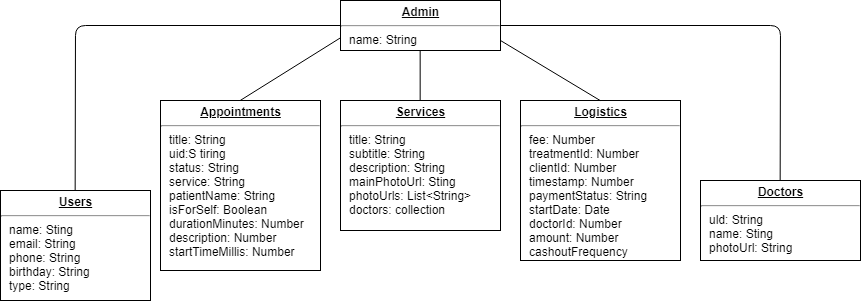 Admin
name: String
Appointments
title: String
uid:S tiring
status: String
service: String
patientName: String
isForSelf: Boolean
durationMinutes: Number
description: Number
startTimeMillis: Number
Services
title: String
subtitle: String
description: String
mainPhotoUrl: Sting
photoUrls: List<String>
doctors: collection
Logistics
fee: Number
treatmentId: Number
clientId: Number
timestamp: Number
paymentStatus: String
startDate: Date
doctorId: Number
amount: Number
cashoutFrequency
Users
name: Sting
email: String
phone: String
birthday: String
type: String
Doctors
uId: String
name: Sting
photoUrl: String